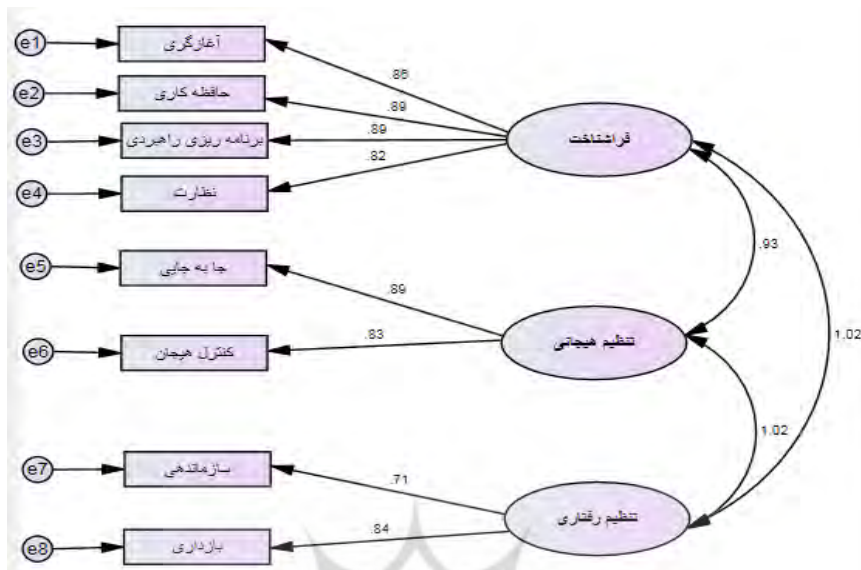 e1
آغازگری
.86
e2
حافظه کاری
.89
فراشناخت
e3
برنامه ریزی راهبردی
.89
e4
نظارت
.82
.93
e5
جا به جایی
.89
e6
کنترل هیجان
.83
تنظیم هیجانی
1.02
1.02
e7
سازماندهی
.71
e8
بازداری
.84
تنظیم رفتاری